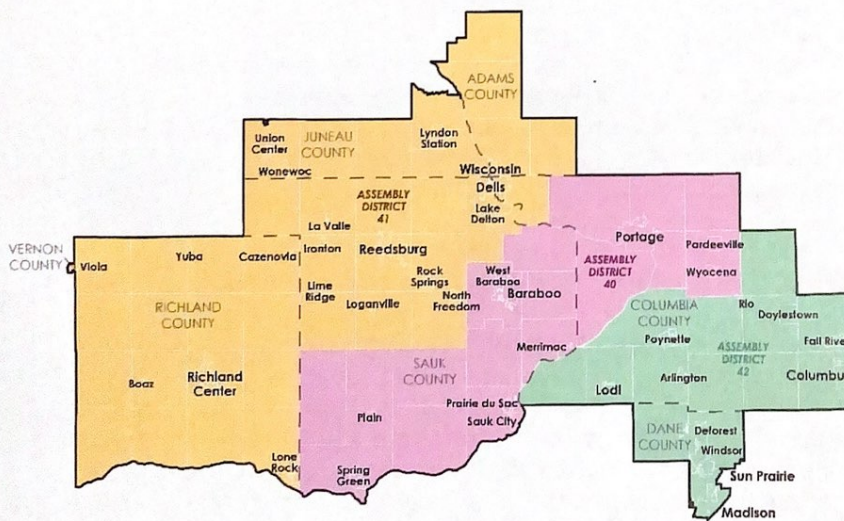 ADAMS
COUNTY
Union
Center
JUNEAU
COUNTY
Lyndon
Station
Wonewoc
Wisconsin
Dells
ASSEMBLY
DISTRICT
41
Lake
Delton
La Valle
Portage
Pardeeville
VERNON
COUNTY
Viola
Yuba
Cazenovia
Ironton
Reedsburg
ASSEMBLY
DISTRICT
40
Wyocena
Rock
Springs
West
Baraboo
Baraboo
Lime
Ridge
Loganville
North
Freedom
RICHLAND
COUNTY
COLUMBIA
COUNTY
Rio
Doylestown
Poynette
Fall River
Merrimac
ASSEMBLY
DISTRICT
42
SAUK
COUNTY
Boaz
Richland
Center
Lodi
Arlington
Columbu
Plain
Prairie du Sac
Sauk City
DANE
COUNTY
Deforest
Windsor
Lone
Rock
Spring
Green
Sun Prairie
Madison